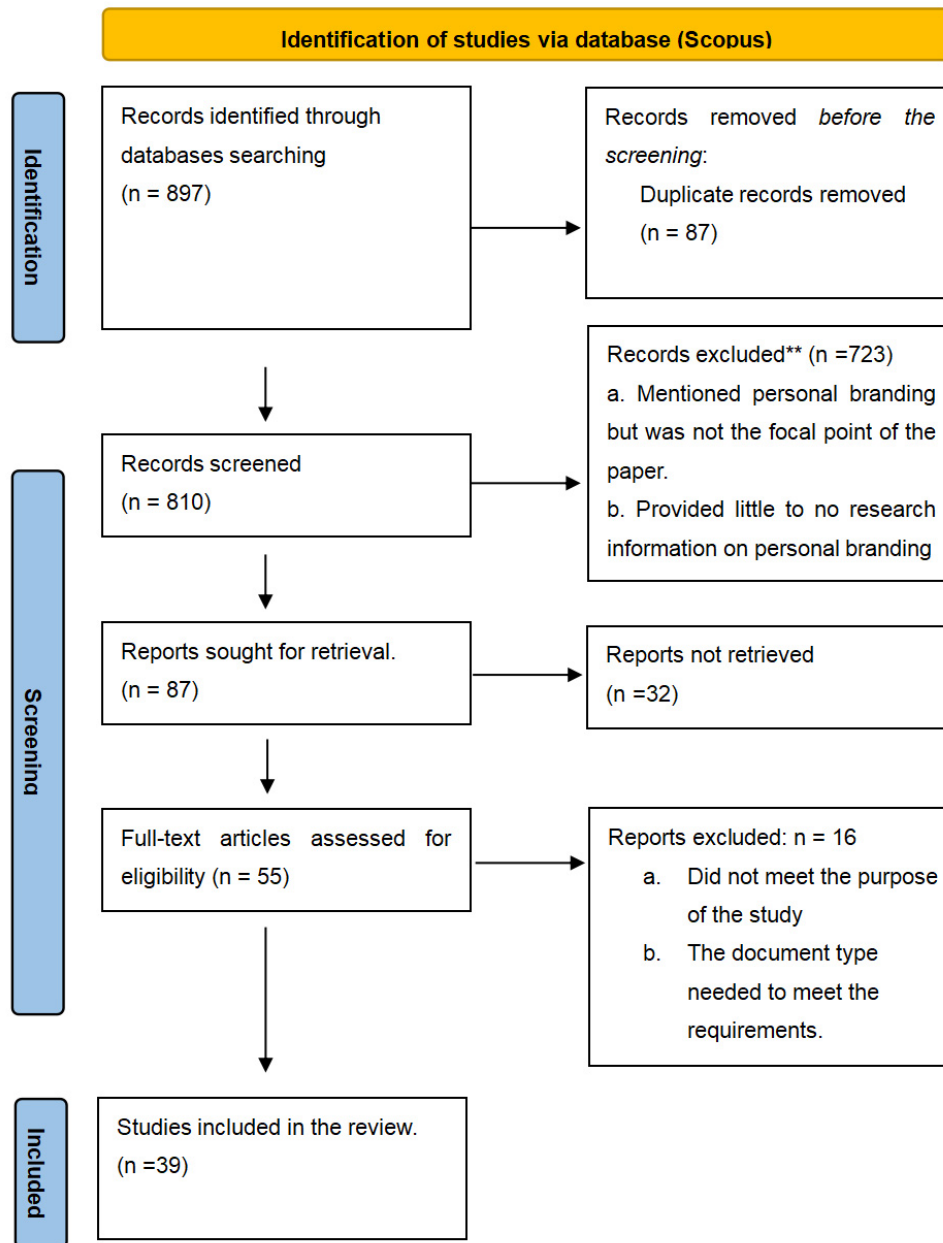 Identification of studies via database (Scopus)
Identification
Records identified through
databases searching
(n = 897)
Records removed before the
screening:
Duplicate records removed
(n = 87)
Screening
Records screened
(n = 810)
Records excluded** (n =723)
a. Mentioned personal branding
but was not the focal point of the
paper.
b. Provided little to no research
information on personal branding
Reports sought for retrieval.
(n = 87)
Reports not retrieved
(n =32)
Full-text articles assessed for
eligibility (n = 55)
Reports excluded: n = 16
a. Did not meet the purpose
of the study
b. The document type
needed to meet the
requirements.
Included
Studies included in the review.
(n =39)